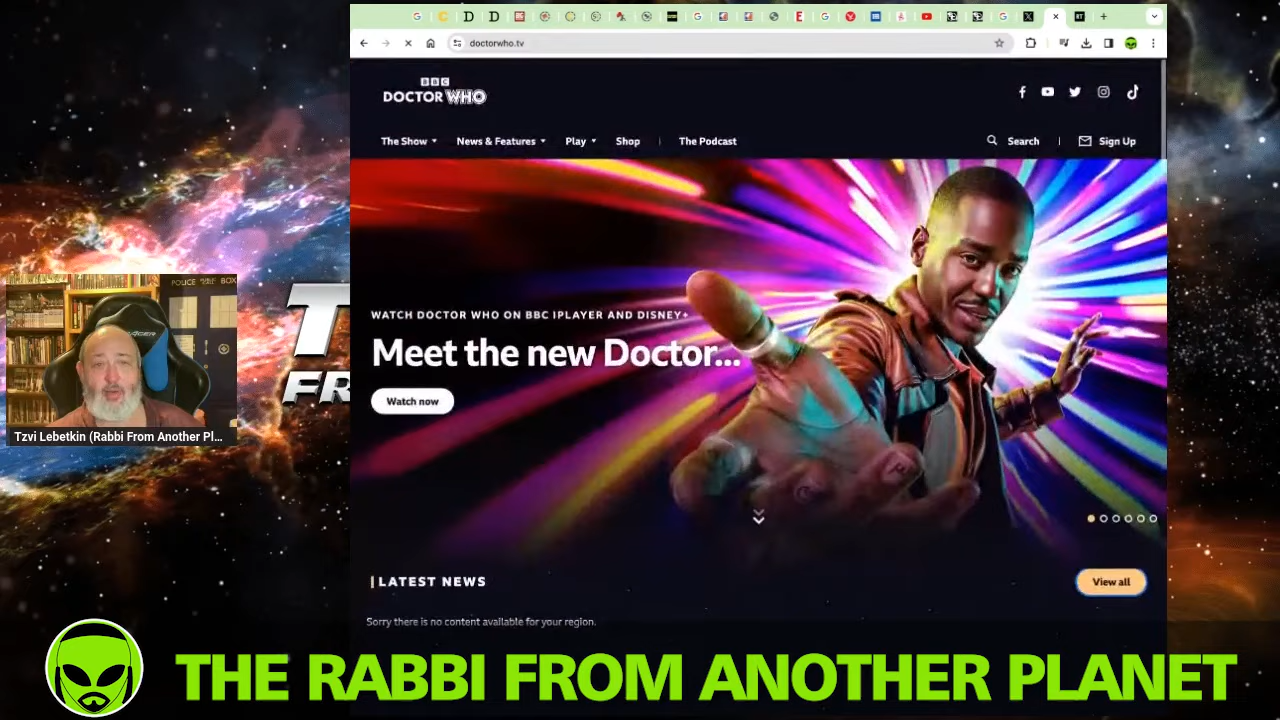 doctorwho.tv
BBC
DOCTOR WHO
The Show
News & Features
Play
Shop
The Podcast
Search
Sign Up
WATCH DOCTOR WHO ON BBC IPLAYER AND DISNEY+
Meet the new Doctor...
Watch now
LATEST NEWS
View all
Sorry there is no content available for your region.
POLICE BOX
T
FR
Tzvi Lebetkin (Rabbi From Another Pl...
THE RABBI FROM ANOTHER PLANET